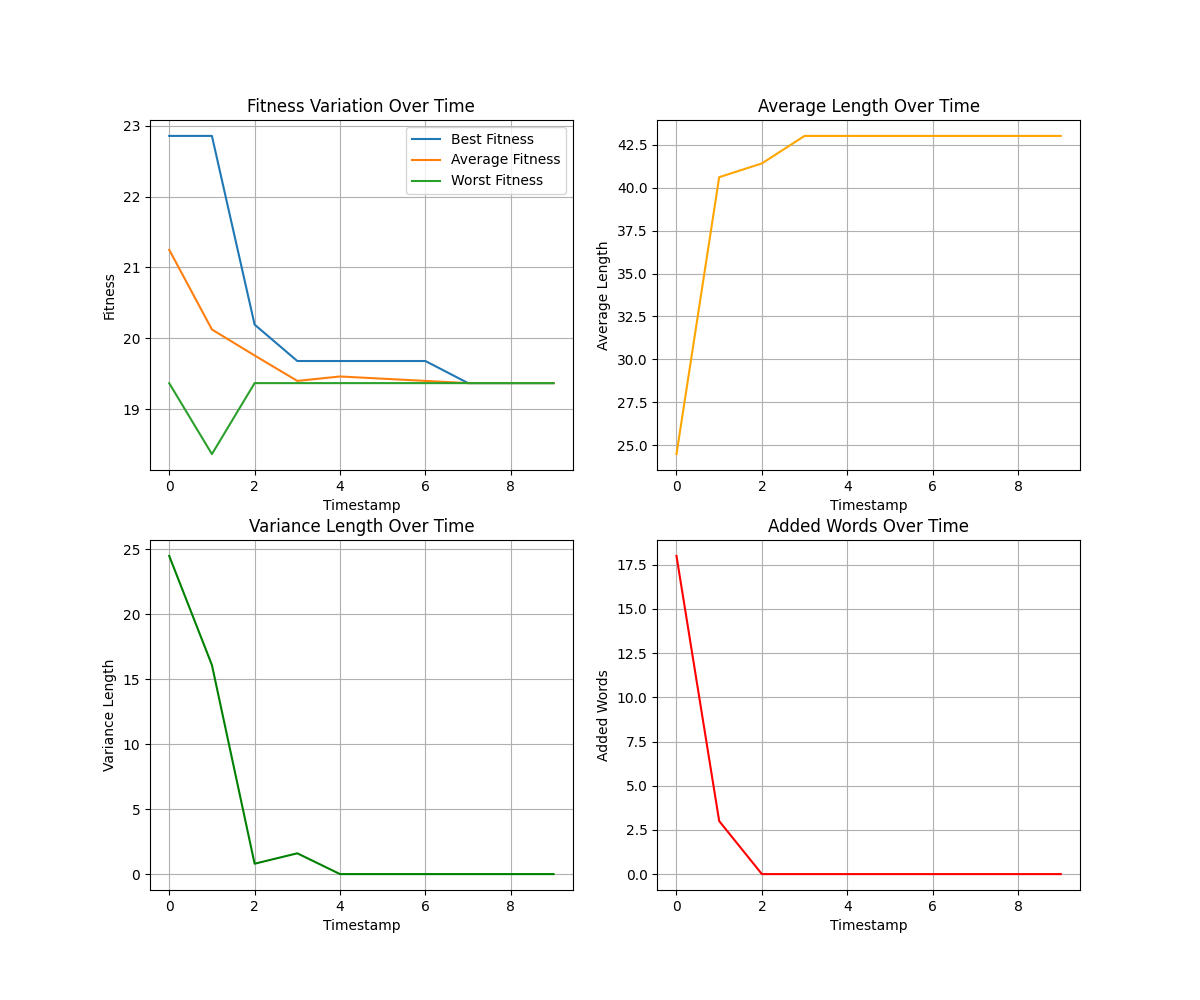 Fitness Variation Over Time
23
22
21
20
19
Fitness
Best Fitness
Average Fitness
Worst Fitness
0 2 4 6 8
Timestamp
Average Length Over Time
42.5
40.0
37.5
35.0
32.5
30.0
27.5
25.0
Average Length
0 2 4 6 8
Timestamp
Variance Length Over Time
25
20
15
10
5
0
Variance Length
0 2 4 6 8
Timestamp
Added Words Over Time
17.5
15.0
12.5
10.0
7.5
5.0
2.5
0.0
Added Words
0 2 4 6 8
Timestamp